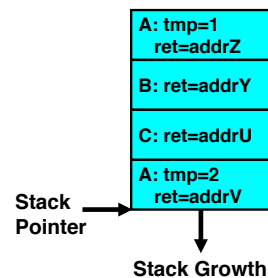 A: tmp=1
ret=addrZ
B: ret=addrY
C: ret=addrU
A: tmp=2
ret=addrV
Stack
Pointer
Stack Growth